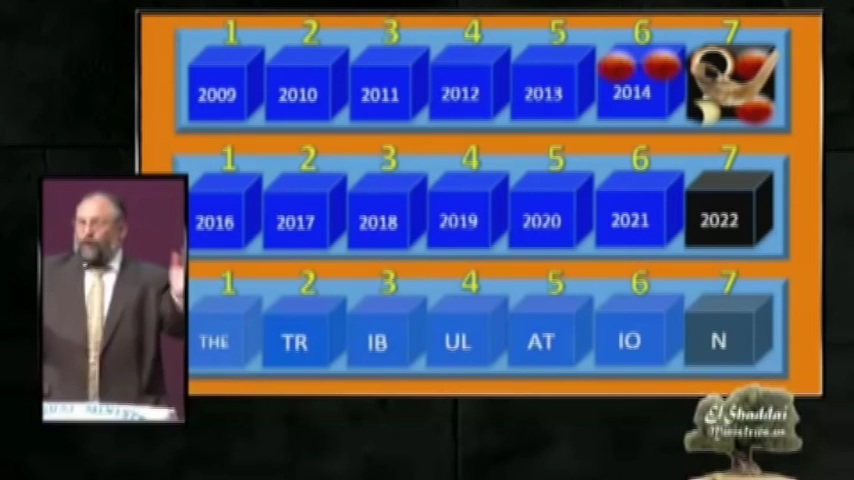 1 2 3 4 5 6 7
2009 2010 2011 2012 2013 2014
1 2 3 4 5 6 7
2016 2017 2018 2019 2020 2021 2022
1 2 3 4 5 6 7
THE TR IB UL AT IO N
El Shaddai
Ministries.us